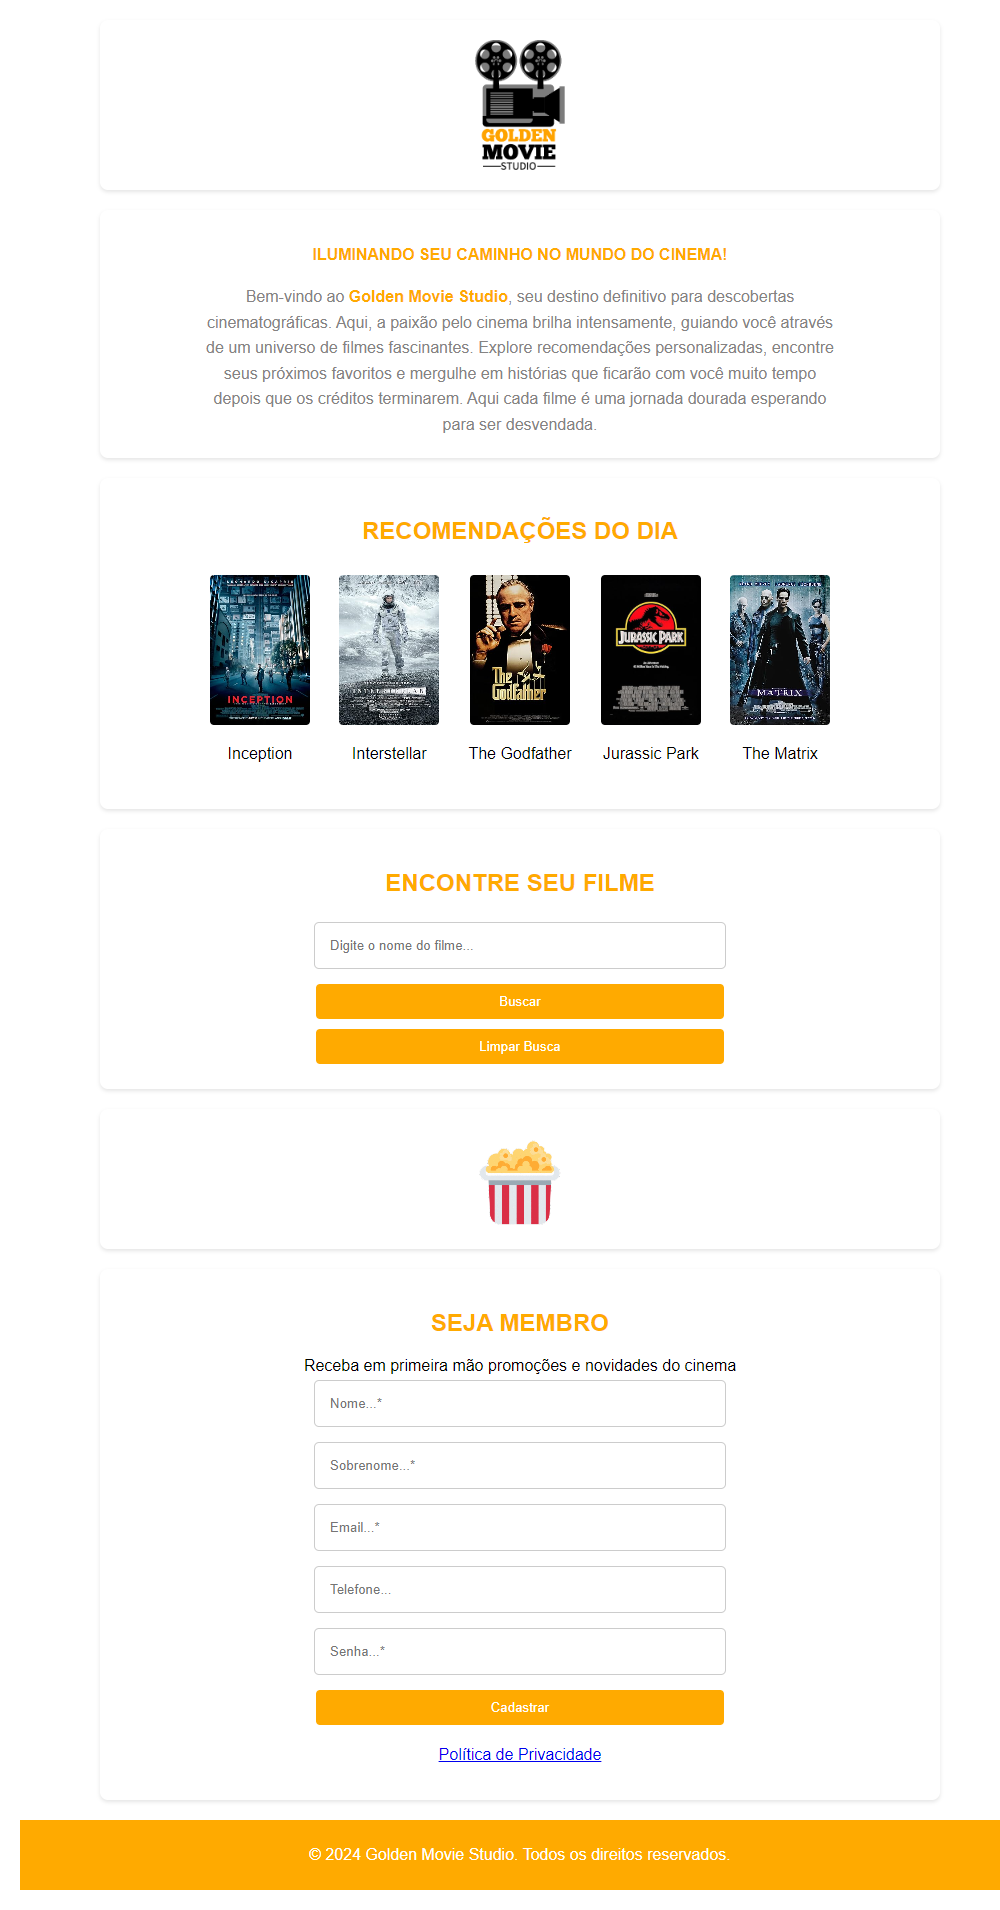 GOLDEN
MOVIE
STUDIO
ILUMINANDO SEU CAMINHO NO MUNDO DO CINEMA!
Bem-vindo ao Golden Movie Studio, seu destino definitivo para descobertas
cinematográficas. Aqui, a paixão pelo cinema brilha intensamente, guiando você através
de um universo de filmes fascinantes. Explore recomendações personalizadas, encontre
seus próximos favoritos e mergulhe em histórias que ficarão com você muito tempo
depois que os créditos terminarem. Aqui cada filme é uma jornada dourada esperando
para ser desvendada.
RECOMENDAÇÕES DO DIA
INCEPTION
INTERSTELLAR
The
Godfather
JURASSIC PARK
MATRIX
Inception
Interstellar
The Godfather
Jurassic Park
The Matrix
ENCONTRE SEU FILME
Digite o nome do filme...
Buscar
Limpar Busca
SEJA MEMBRO
Receba em primeira mão promoções e novidades do cinema
Nome...*
Sobrenome...*
Email...*
Telefone...
Senha...*
Cadastrar
Política de Privacidade
© 2024 Golden Movie Studio. Todos os direitos reservados.